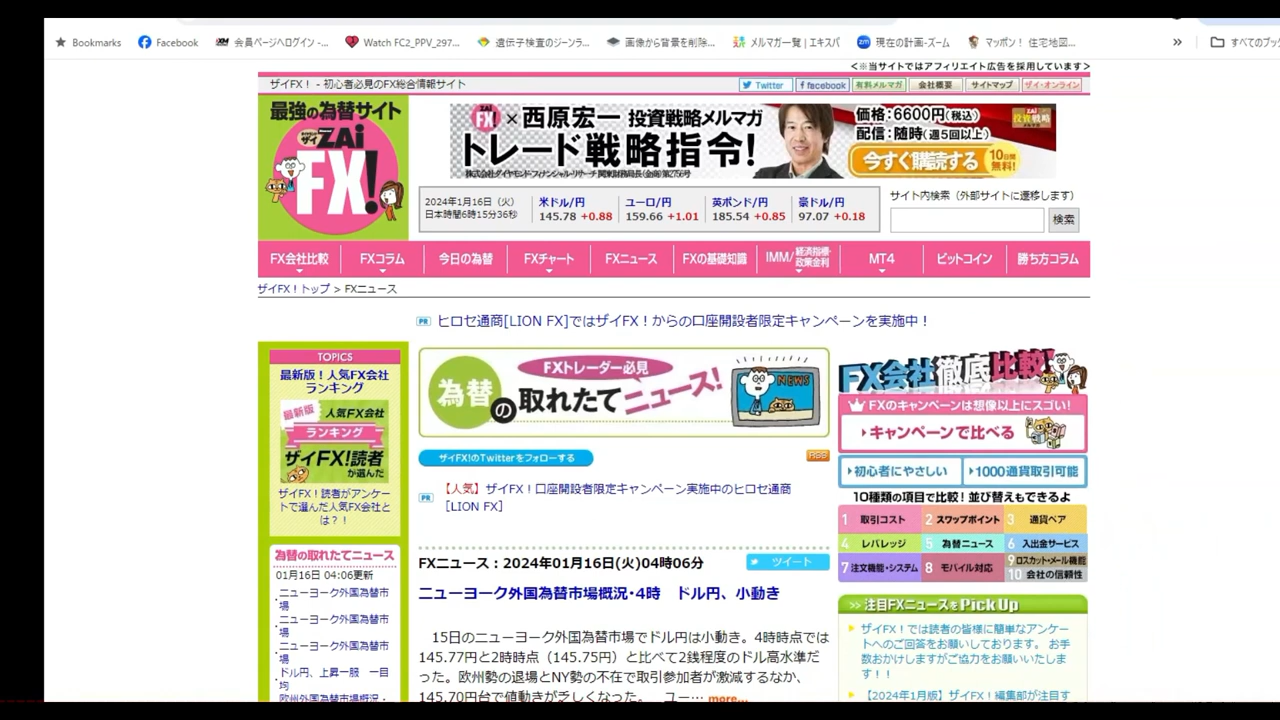 Bookmarks
Facebook
会員ページへログイン -...
Watch FC2_PPV_297...
遺伝子検査のジーンラ...
画像から背景を削除...
メルマガ一覧 | エキスパ
現在の計画-ズーム
マッポン！ 住宅地図...
»
すべてのブック
<※当サイトではアフィリエイト広告を採用しています>
ザイFX！ - 初心者必見のFX総合情報サイト
Twitter
facebook
有料メルマガ
会社概要
サイトマップ
ザイ・オンライン
最強の為替サイト
ザイ ZAi
FX!
ZAI FX! × 西原宏一 投資戦略メルマガ
トレード戦略指令!
価格：6600円(税込)
配信：随時(週5回以上)
今すぐ購読する
10日間無料!
2024年1月16日（火）
日本時間6時15分36秒
米ドル/円
145.78 +0.88
ユーロ/円
159.66 +1.01
英ポンド/円
185.54 +0.85
豪ドル/円
97.07 +0.18
サイト内検索（外部サイトに遷移します）
検索
FX会社比較
FXコラム
今日の為替
FXチャート
FXニュース
FXの基礎知識
IMM/経済指標・政策金利
MT4
ビットコイン
勝ち方コラム
ザイFX！トップ > FXニュース
PR ヒロセ通商[LION FX]ではザイFX！からの口座開設者限定キャンペーンを実施中！
TOPICS
最新版！人気FX会社
ランキング
最新版 人気FX会社
ランキング
ザイFX!読者
が選んだ
ザイFX！読者がアンケー
トで選んだ人気FX会社と
は？！
為替の取れたてニュース
01月16日 04:06更新
ニューヨーク外国為替市
場
ニューヨーク外国為替市
場
ニューヨーク外国為替市
場
ドル円、上昇一服 一目
均
欧州外国為替市場概況・
FXトレーダー必見
為替の取れたてニュース!
NEWS
ザイFX!のTwitterをフォローする
RSS
PR 【人気】ザイFX！口座開設者限定キャンペーン実施中のヒロセ通商
[LION FX]
FXニュース：2024年01月16日(火)04時06分
ツイート
ニューヨーク外国為替市場概況・4時 ドル円、小動き
15日のニューヨーク外国為替市場でドル円は小動き。4時時点では
145.77円と2時時点（145.75円）と比べて2銭程度のドル高水準だ
った。欧州勢の退場とNY勢の不在で取引参加者が激減するなか、
145.70円台で値動きが乏しくなった。 ユー… more...
FX会社徹底比較!
FXのキャンペーンは想像以上にスゴい!
キャンペーンで比べる
初心者にやさしい
1000通貨取引可能
10種類の項目で比較! 並び替えもできるよ
1 取引コスト
2 スワップポイント
3 通貨ペア
4 レバレッジ
5 為替ニュース
6 入出金サービス
7 注文機能・システム
8 モバイル対応
9 ロスカット・メール機能
10 会社の信頼性
>> 注目FXニュースをPick Up
ザイFX！では読者の皆様に簡単なアンケー
トへのご回答をお願いしております。 お手
数おかけしますがご協力をお願いいたしま
す！！
【2024年1月版】ザイFX！編集部が注目す